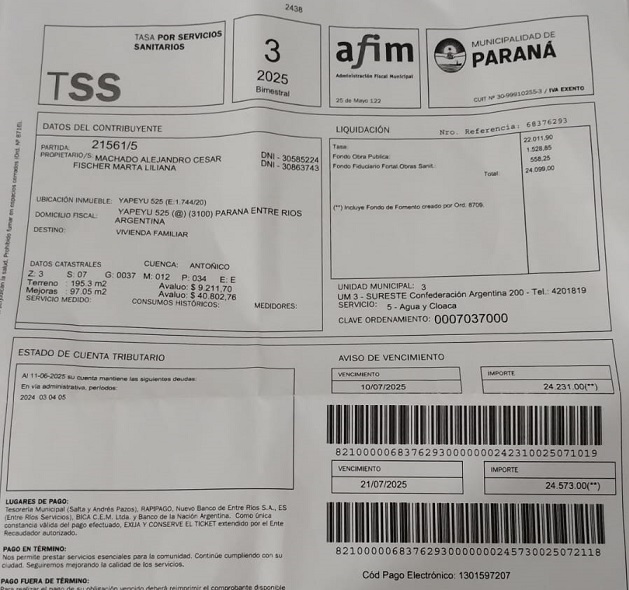 2438
TASA POR SERVICIOS
SANITARIOS
TSS
3
2025
Bimestral
afim
Administración Fiscal Municipal
25 de Mayo 122
MUNICIPALIDAD DE
PARANÁ
CUIT Nº 30-99910255-3 / IVA EXENTO
DATOS DEL CONTRIBUYENTE
PARTIDA: 21561/5
PROPIETARIO/S: MACHADO ALEJANDRO CESAR DNI - 30585224
FISCHER MARTA LILIANA DNI - 30863743
UBICACIÓN INMUEBLE: YAPEYU 525 (E:1.744/20)
DOMICILIO FISCAL: YAPEYU 525 (@) (3100) PARANA ENTRE RIOS
ARGENTINA
DESTINO: VIVIENDA FAMILIAR
DATOS CATASTRALES CUENCA: ANTOÑICO
Z: 3 S: 07 G: 0037 M: 012 P: 034 E: E
Terreno : 195.3 m2 Avaluo: $ 9.211,70
Mejoras : 97.05 m2 Avaluo: $ 40.802,76
SERVICIO MEDIDO: CONSUMOS HISTÓRICOS: MEDIDORES:
LIQUIDACIÓN Nro. Referencia: 68376293
Tasa: 22.011,90
Fondo Obra Publica: 1.528,85
Fondo Fiduciario Forial Obras Sanit.: 558,25
Total: 24.099,00
(**) Incluye Fondo de Fomento creado por Ord. 8709.
UNIDAD MUNICIPAL: 3
UM 3 - SURESTE Confederación Argentina 200 - Tel.: 4201819
SERVICIO: 5 - Agua y Cloaca
CLAVE ORDENAMIENTO: 0007037000
ESTADO DE CUENTA TRIBUTARIO
Al 11-06-2025 su cuenta mantiene las siguientes deudas:
En vía administrativa, períodos:
2024 03 04 05
AVISO DE VENCIMIENTO
VENCIMIENTO IMPORTE
10/07/2025 24.231.00(**)
82100000683762930000000242310025071019
VENCIMIENTO IMPORTE
21/07/2025 24.573.00(**)
82100000683762930000000245730025072118
Cód Pago Electrónico: 1301597207
LUGARES DE PAGO:
Tesorería Municipal (Salta y Andrés Pazos), RAPIPAGO, Nuevo Banco de Entre Ríos S.A., ES
(Entre Ríos Servicios), BICA C.E.M. Ltda. y Banco de la Nación Argentina. Como única
constancia válida del pago efectuado, EXIJA Y CONSERVE EL TICKET extendido por el Ente
Recaudador autorizado.
PAGO EN TÉRMINO:
Nos permite prestar servicios esenciales para la comunidad. Continúe cumpliendo con su
ciudad. Seguiremos mejorando la calidad de los servicios.
PAGO FUERA DE TÉRMINO: